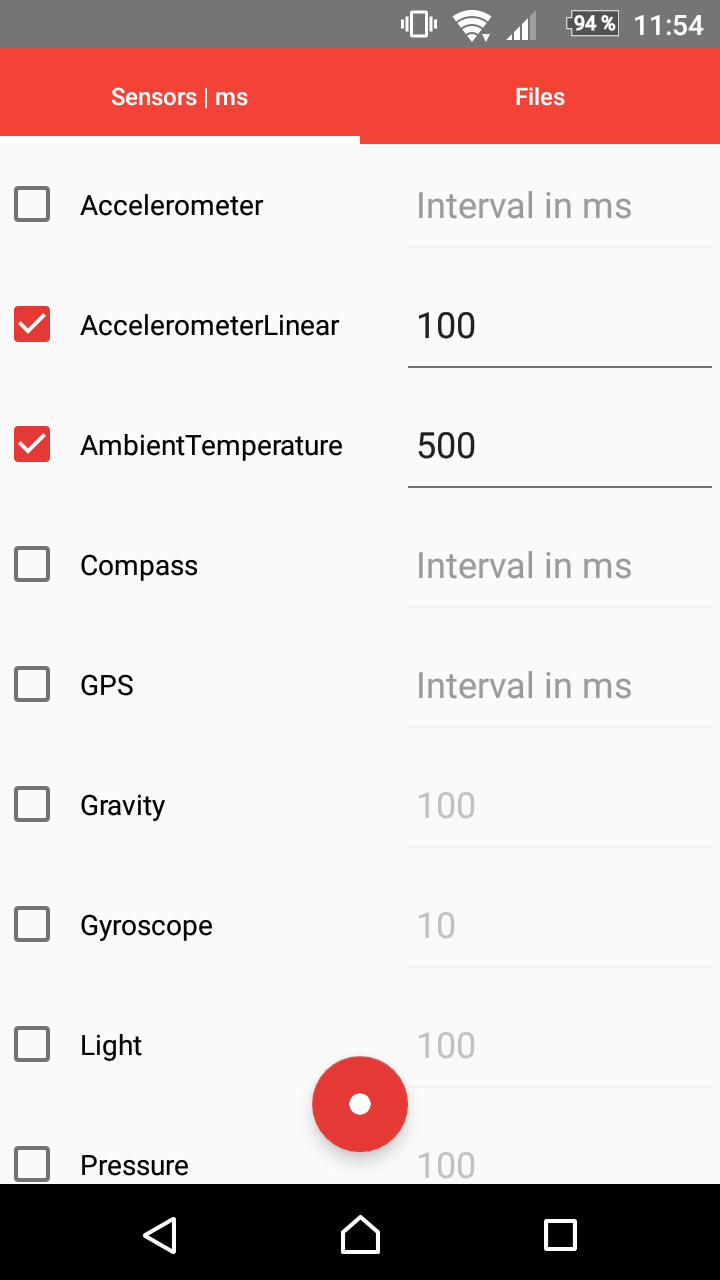 94 % 11:54
Sensors | ms Files
Accelerometer Interval in ms
AccelerometerLinear 100
AmbientTemperature 500
Compass Interval in ms
GPS Interval in ms
Gravity 100
Gyroscope 10
Light 100
Pressure 100